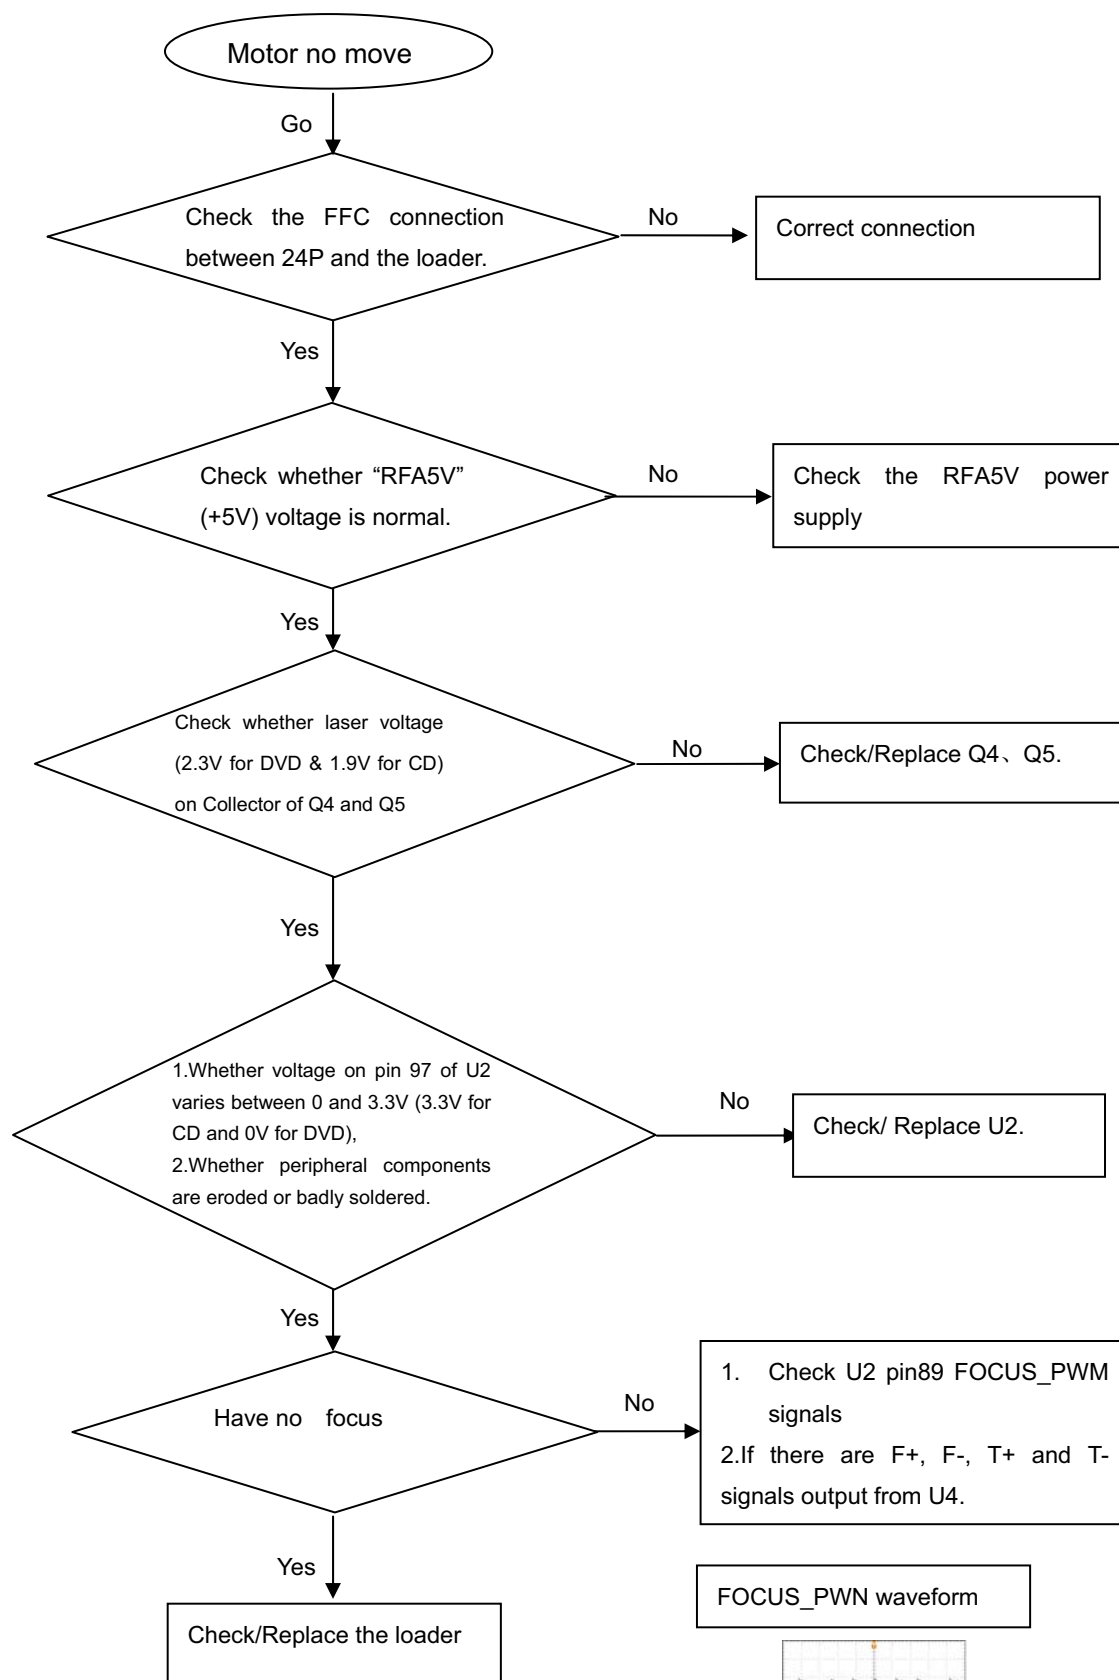 Motor no move
Go
Check the FFC connection
between 24P and the loader.
No
Correct connection
Yes
Check whether “RFA5V”
(+5V) voltage is normal.
No
Check the RFA5V power
supply
Yes
Check whether laser voltage
(2.3V for DVD & 1.9V for CD)
on Collector of Q4 and Q5
No
Check/Replace Q4、Q5.
Yes
1.Whether voltage on pin 97 of U2
varies between 0 and 3.3V (3.3V for
CD and 0V for DVD),
2.Whether peripheral components
are eroded or badly soldered.
No
Check/ Replace U2.
Yes
Have no focus
No
1. Check U2 pin89 FOCUS_PWM
signals
2.If there are F+, F-, T+ and T-
signals output from U4.
Yes
Check/Replace the loader
FOCUS_PWN waveform